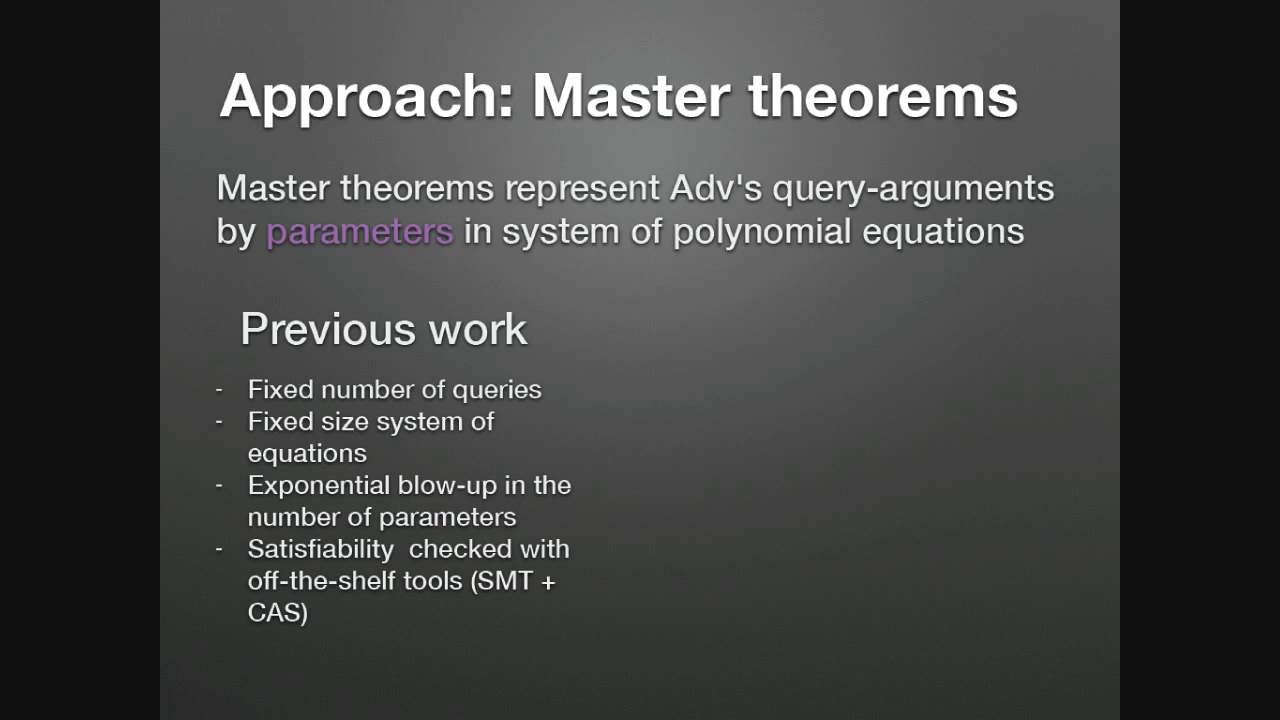 Approach: Master theorems
Master theorems represent Adv's query-arguments
by parameters in system of polynomial equations
Previous work
- Fixed number of queries
- Fixed size system of
equations
- Exponential blow-up in the
number of parameters
- Satisfiability  checked with
off-the-shelf tools (SMT +
CAS)